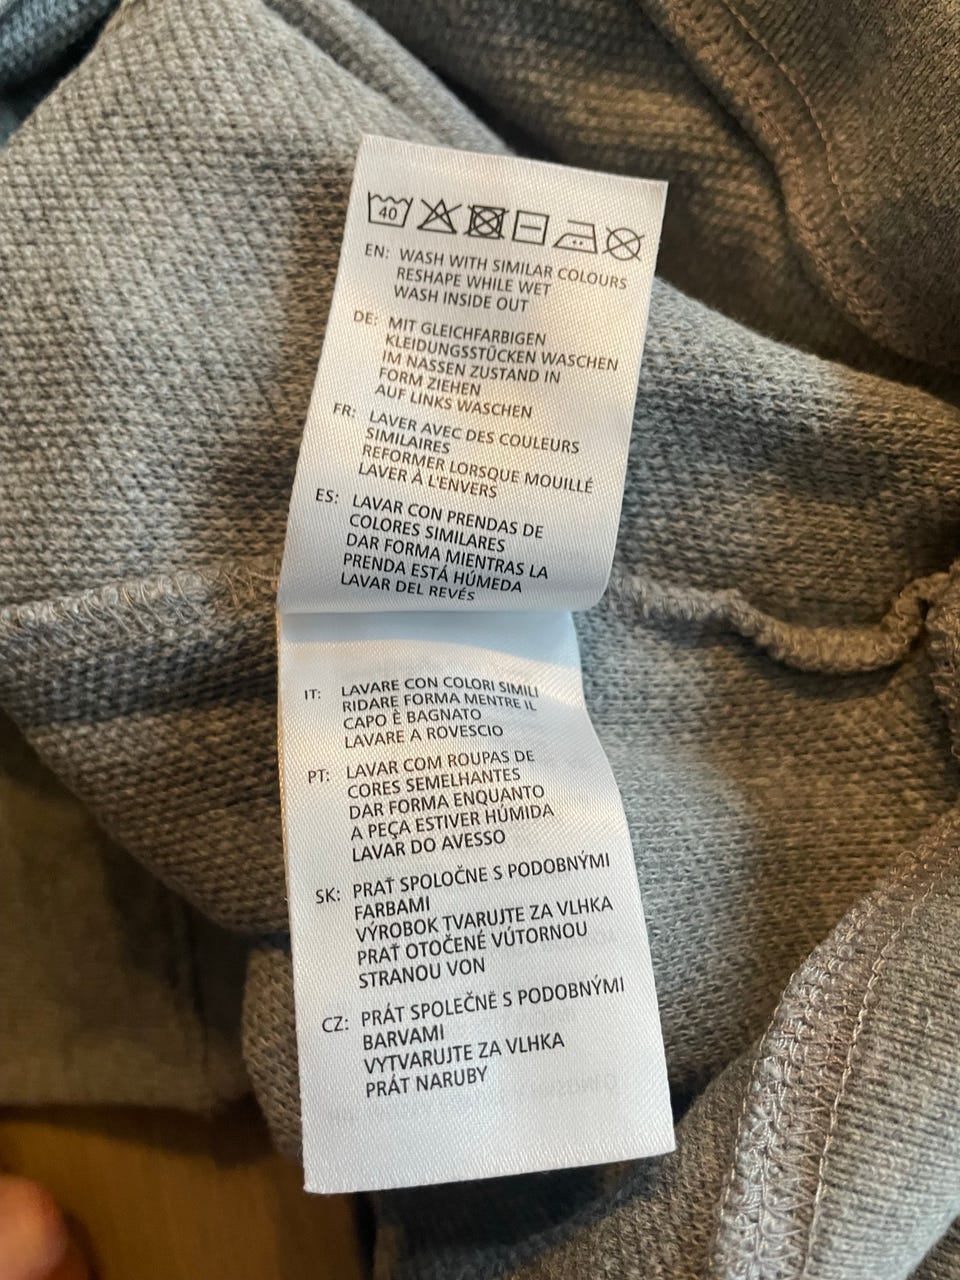 40
EN: WASH WITH SIMILAR COLOURS
RESHAPE WHILE WET
WASH INSIDE OUT
DE: MIT GLEICHFARBIGEN
KLEIDUNGSSTÜCKEN WASCHEN
IM NASSEN ZUSTAND IN
FORM ZIEHEN
AUF LINKS WASCHEN
FR: LAVER AVEC DES COULEURS
SIMILAIRES
REFORMER LORSQUE MOUILLÉ
LAVER À L'ENVERS
ES: LAVAR CON PRENDAS DE
COLORES SIMILARES
DAR FORMA MIENTRAS LA
PRENDA ESTÁ HÚMEDA
LAVAR DEL REVÉS
IT: LAVARE CON COLORI SIMILI
RIDARE FORMA MENTRE IL
CAPO È BAGNATO
LAVARE A ROVESCIO
PT: LAVAR COM ROUPAS DE
CORES SEMELHANTES
DAR FORMA ENQUANTO
A PEÇA ESTIVER HÚMIDA
LAVAR DO AVESSO
SK: PRAŤ SPOLOČNE S PODOBNÝMI
FARBAMI
VÝROBOK TVARUJTE ZA VLHKA
PRAŤ OTOČENÉ VÚTORNOU
STRANOU VON
CZ: PRÁT SPOLEČNĚ S PODOBNÝMI
BARVAMI
VYTVARUJTE ZA VLHKA
PRÁT NARUBY